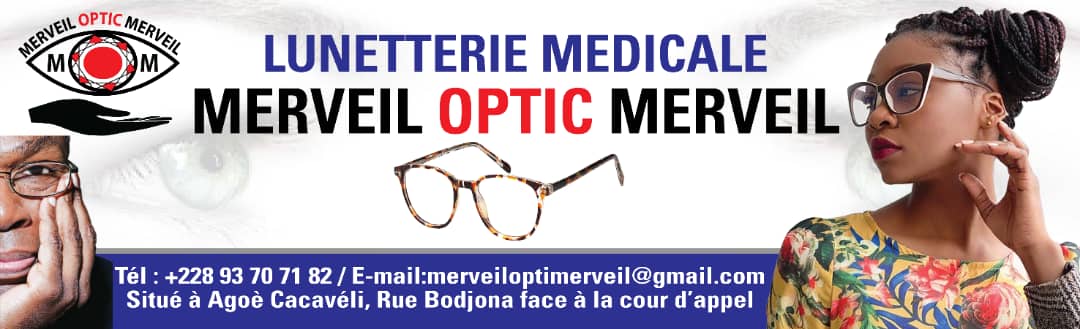 MERVEIL OPTIC MERVEIL
M M
LUNETTERIE MEDICALE
MERVEIL OPTIC MERVEIL
Tél : +228 93 70 71 82 / E-mail:merveiloptimerveil@gmail.com
Situé à Agoè Cacavéli, Rue Bodjona face à la cour d'appel